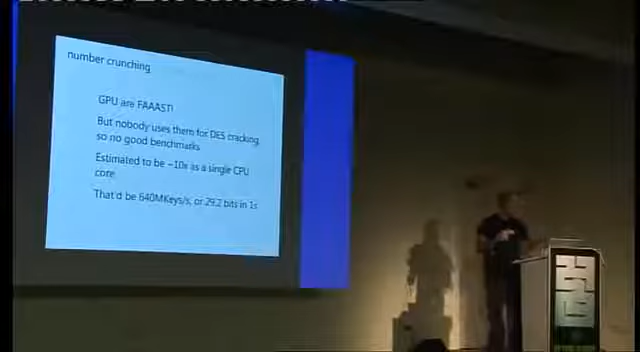 number crunching
GPU are FAAAST!
But nobody uses them for DES cracking,
so no good benchmarks
Estimated to be ~10x as a single CPU
core
That'd be 640MKeys/s, or 29.2 bits in 1s